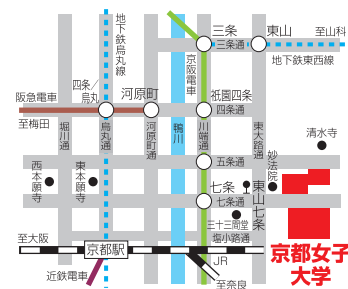 三条
東山
至山科
三条通
地下鉄東西線
地下鉄烏丸線
京阪電車
四条/
烏丸
河原町
祇園四条
阪急電車
四条通
至梅田
堀川通
烏丸通
河原町通
鴨川
川端通
東大路通
清水寺
五条通
妙法院
西本願寺
東本願寺
七条
七条通
東山七条
三十三間堂
至大阪
塩小路通
京都駅
京都女子
大学
JR
近鉄電車
至奈良